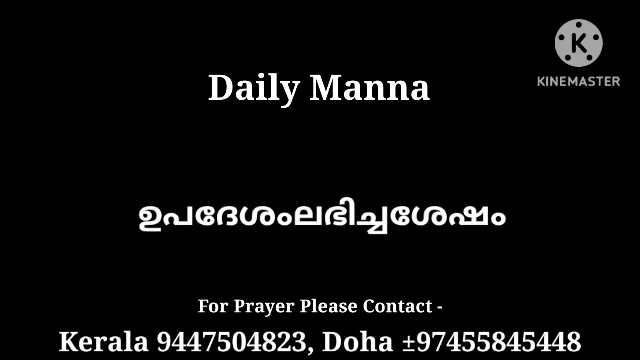 KINEMASTER
Daily Manna
ഉപദേശംലഭിച്ചശേഷം
For Prayer Please Contact -
Kerala 9447504823, Doha ±97455845448